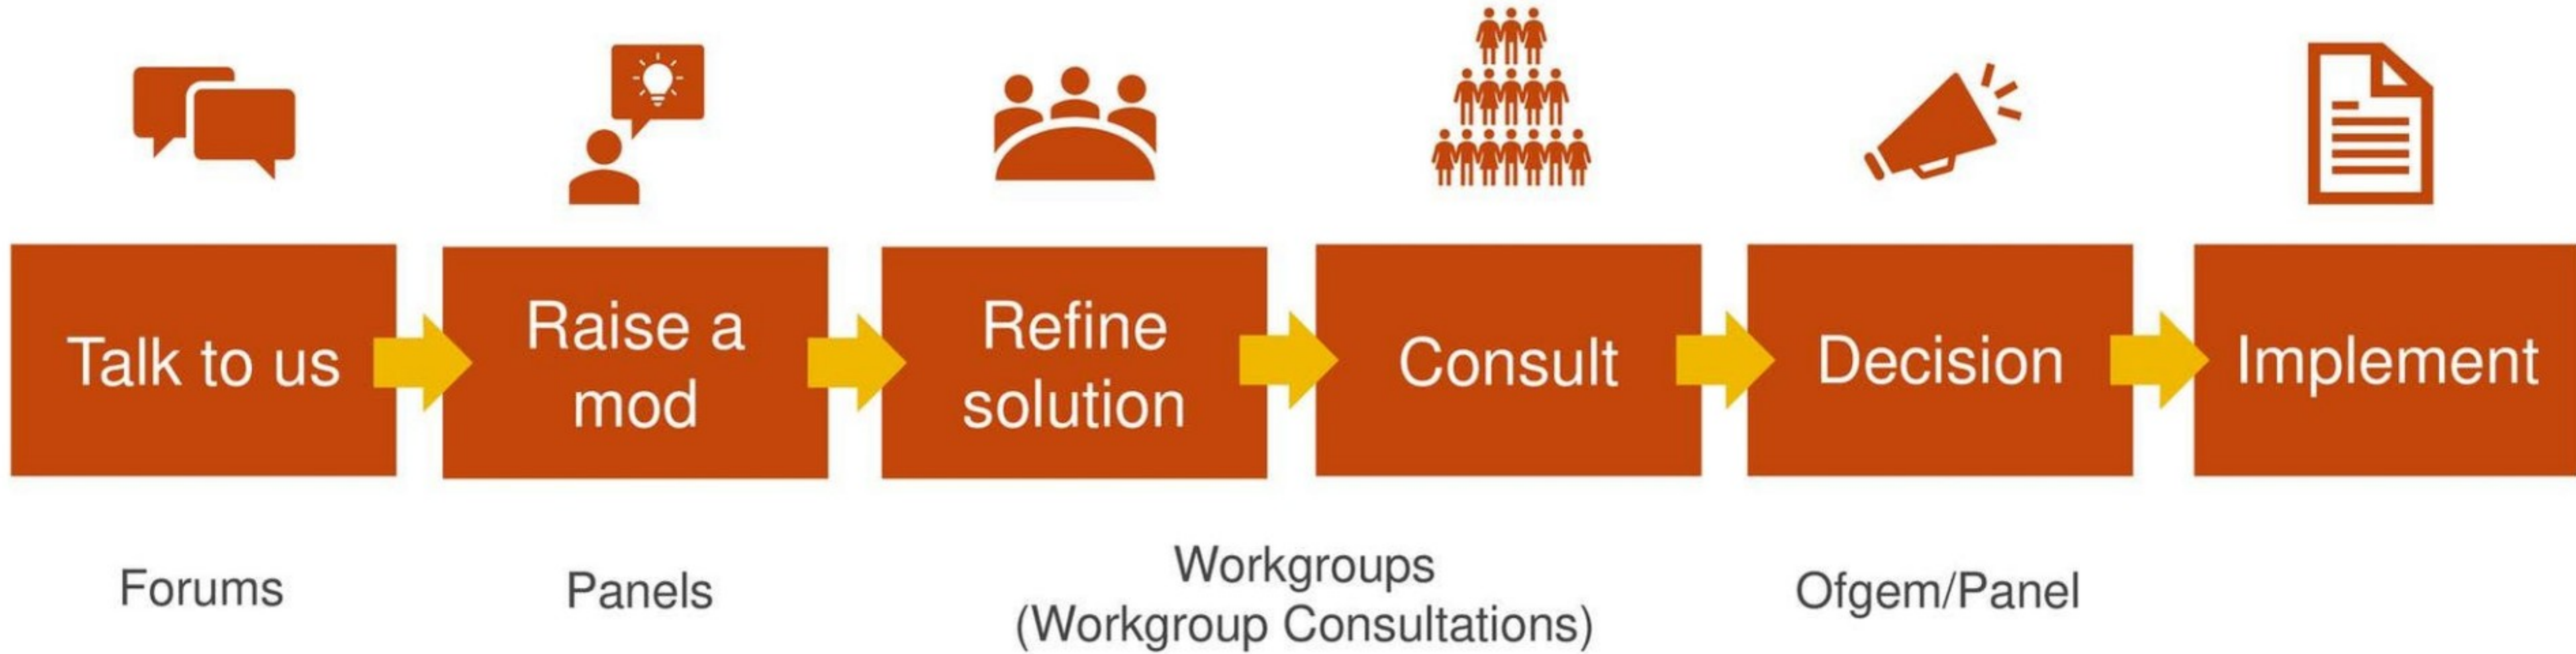 Talk to us
Raise a
mod
Refine
solution
Consult
Decision
Implement
Forums
Panels
Workgroups
(Workgroup Consultations)
Ofgem/Panel